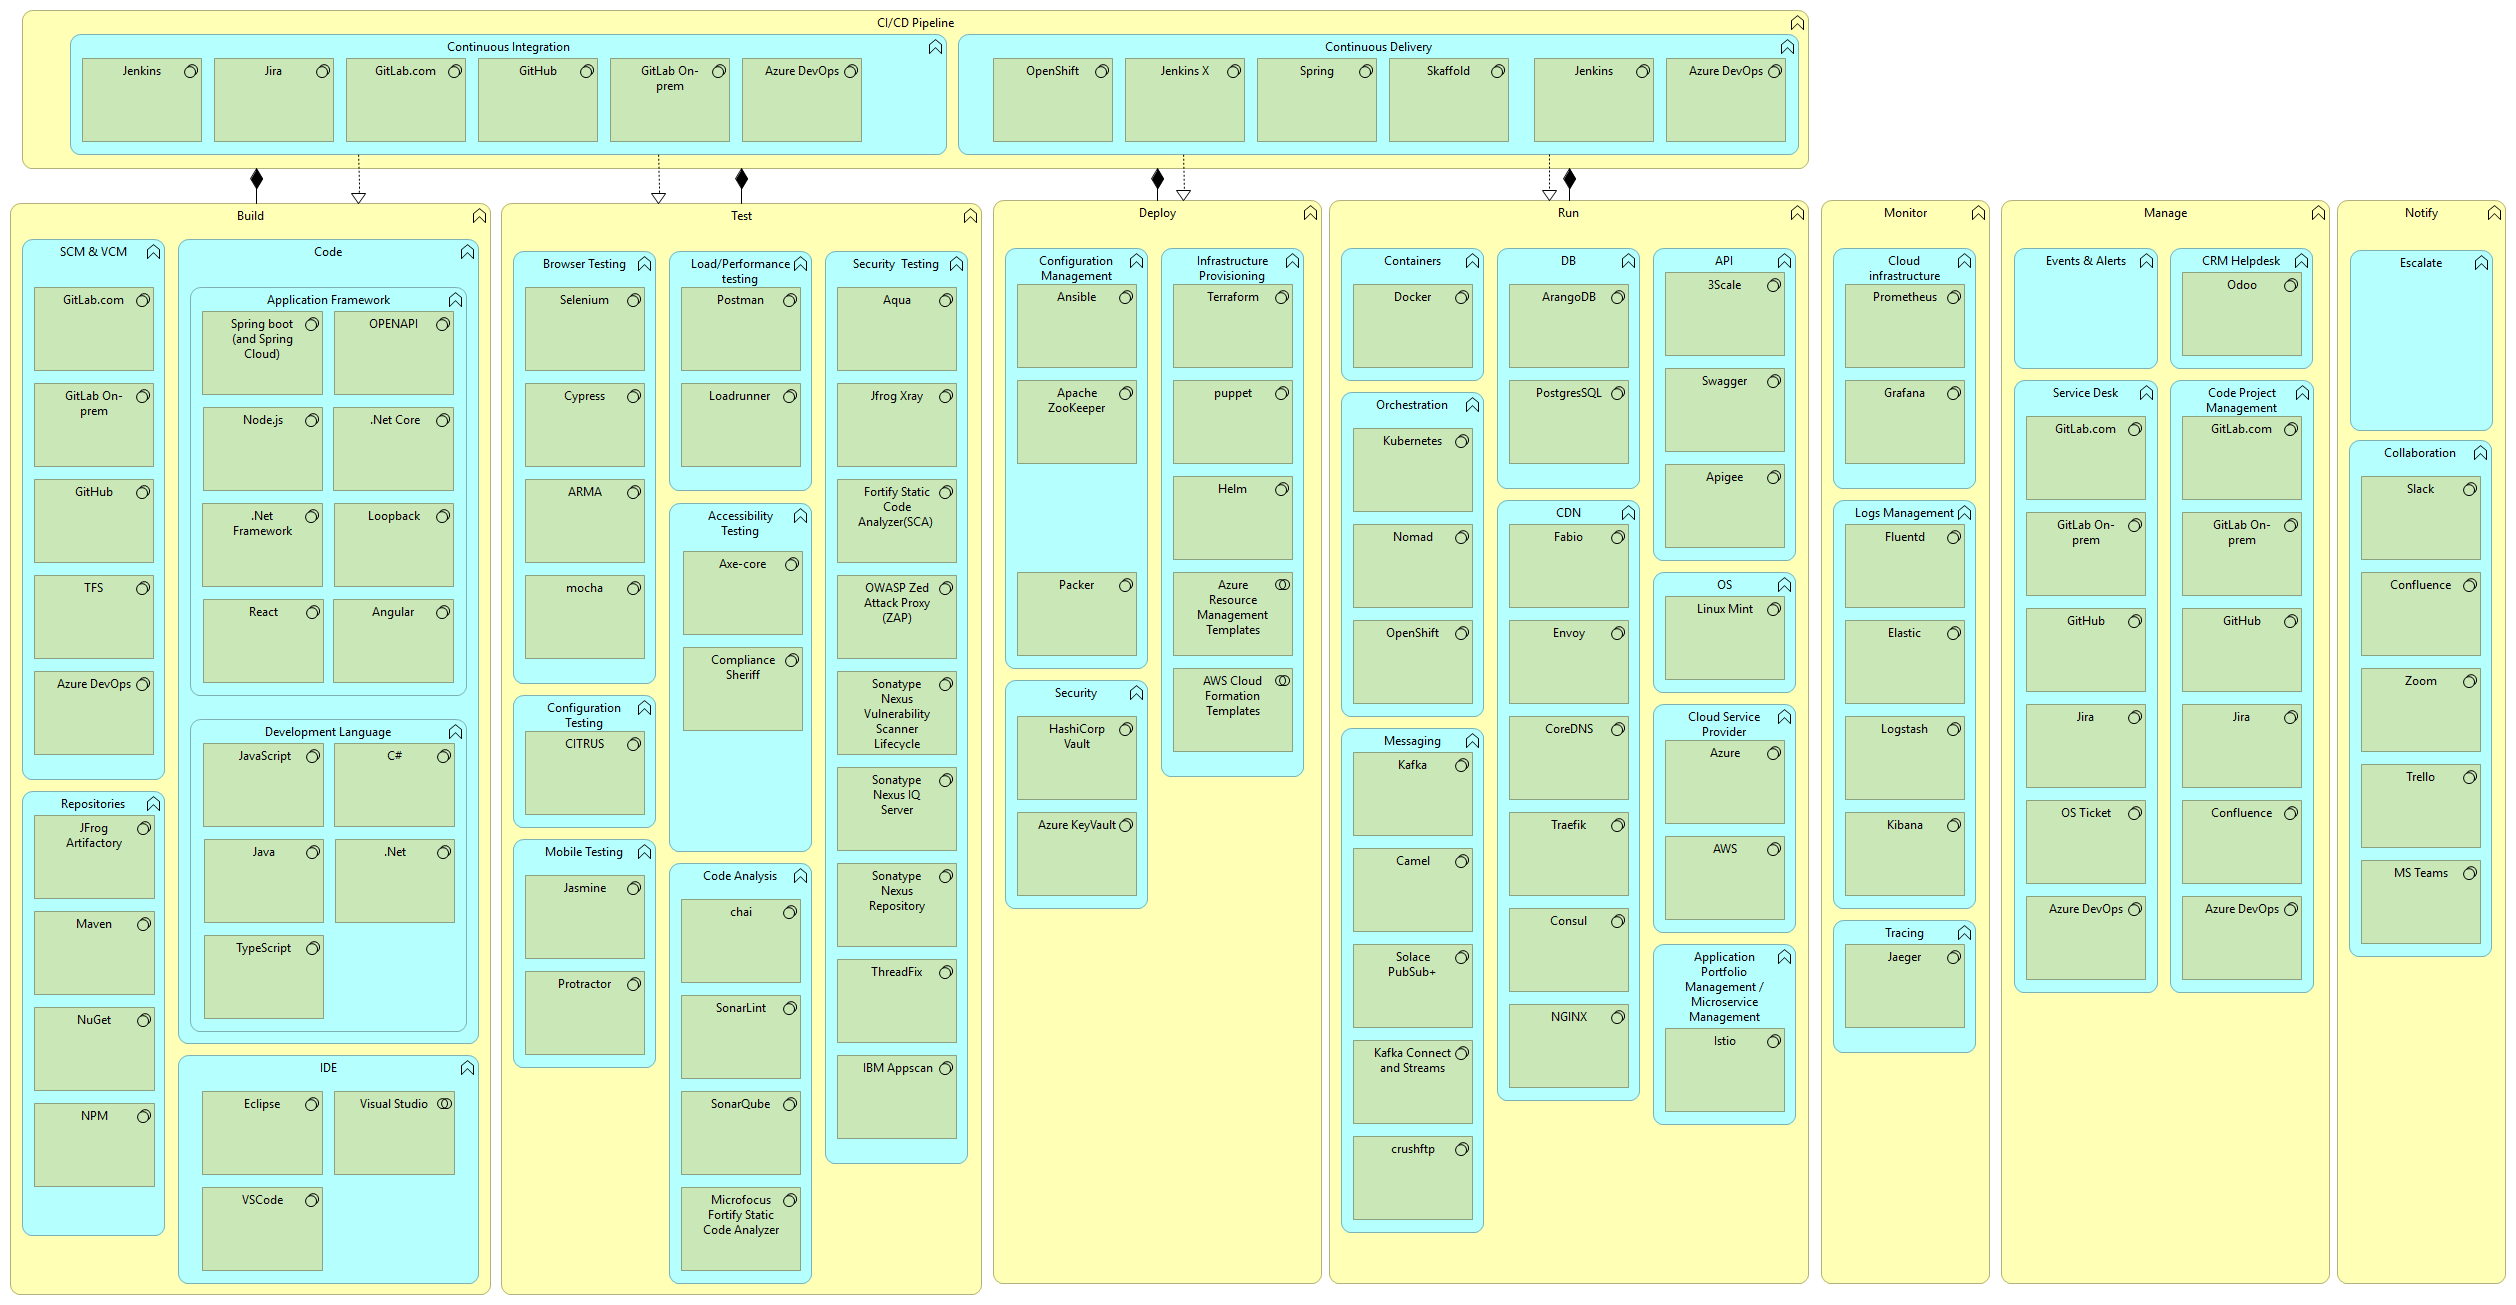 CI/CD Pipeline
Continuous Integration
Jenkins
Jira
GitLab.com
GitHub
GitLab On-
prem
Azure DevOps
Continuous Delivery
OpenShift
Jenkins X
Spring
Skaffold
Jenkins
Azure DevOps
Build
SCM & VCM
GitLab.com
GitLab On-
prem
GitHub
TFS
Azure DevOps
Repositories
JFrog
Artifactory
Maven
NuGet
NPM
Code
Application Framework
Spring boot
(and Spring
Cloud)
OPENAPI
Node.js
.Net Core
.Net
Framework
Loopback
React
Angular
Development Language
JavaScript
C#
Java
.Net
TypeScript
IDE
Eclipse
Visual Studio
VSCode
Test
Browser Testing
Selenium
Cypress
ARMA
mocha
Configuration
Testing
CITRUS
Mobile Testing
Jasmine
Protractor
Load/Performance
testing
Postman
Loadrunner
Accessibility
Testing
Axe-core
Compliance
Sheriff
Code Analysis
chai
SonarLint
SonarQube
Microfocus
Fortify Static
Code Analyzer
Security  Testing
Aqua
Jfrog Xray
Fortify Static
Code
Analyzer(SCA)
OWASP Zed
Attack Proxy
(ZAP)
Sonatype
Nexus
Vulnerability
Scanner
Lifecycle
Sonatype
Nexus IQ
Server
Sonatype
Nexus
Repository
ThreadFix
IBM Appscan
Deploy
Configuration
Management
Ansible
Apache
ZooKeeper
Packer
Security
HashiCorp
Vault
Azure KeyVault
Infrastructure
Provisioning
Terraform
puppet
Helm
Azure
Resource
Management
Templates
AWS Cloud
Formation
Templates
Run
Containers
Docker
Orchestration
Kubernetes
Nomad
OpenShift
Messaging
Kafka
Camel
Solace
PubSub+
Kafka Connect
and Streams
crushftp
DB
ArangoDB
PostgresSQL
CDN
Fabio
Envoy
CoreDNS
Traefik
Consul
NGINX
API
3Scale
Swagger
Apigee
OS
Linux Mint
Cloud Service
Provider
Azure
AWS
Application
Portfolio
Management /
Microservice
Management
Istio
Monitor
Cloud
infrastructure
Prometheus
Grafana
Logs Management
Fluentd
Elastic
Logstash
Kibana
Tracing
Jaeger
Manage
Events & Alerts
CRM Helpdesk
Odoo
Service Desk
GitLab.com
GitLab On-
prem
GitHub
Jira
OS Ticket
Azure DevOps
Code Project
Management
GitLab.com
GitLab On-
prem
GitHub
Jira
Confluence
Azure DevOps
Notify
Escalate
Collaboration
Slack
Confluence
Zoom
Trello
MS Teams